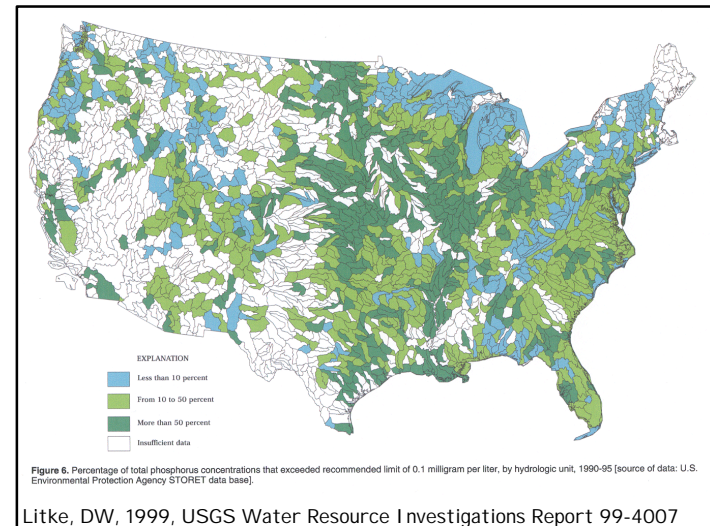 EXPLANATION
Less than 10 percent
From 10 to 50 percent
More than 50 percent
Insufficient data
Figure 6. Percentage of total phosphorus concentrations that exceeded recommended limit of 0.1 milligram per liter, by hydrologic unit, 1990-95 [source of data: U.S.
Environmental Protection Agency STORET data base].
Litke, DW, 1999, USGS Water Resource Investigations Report 99-4007